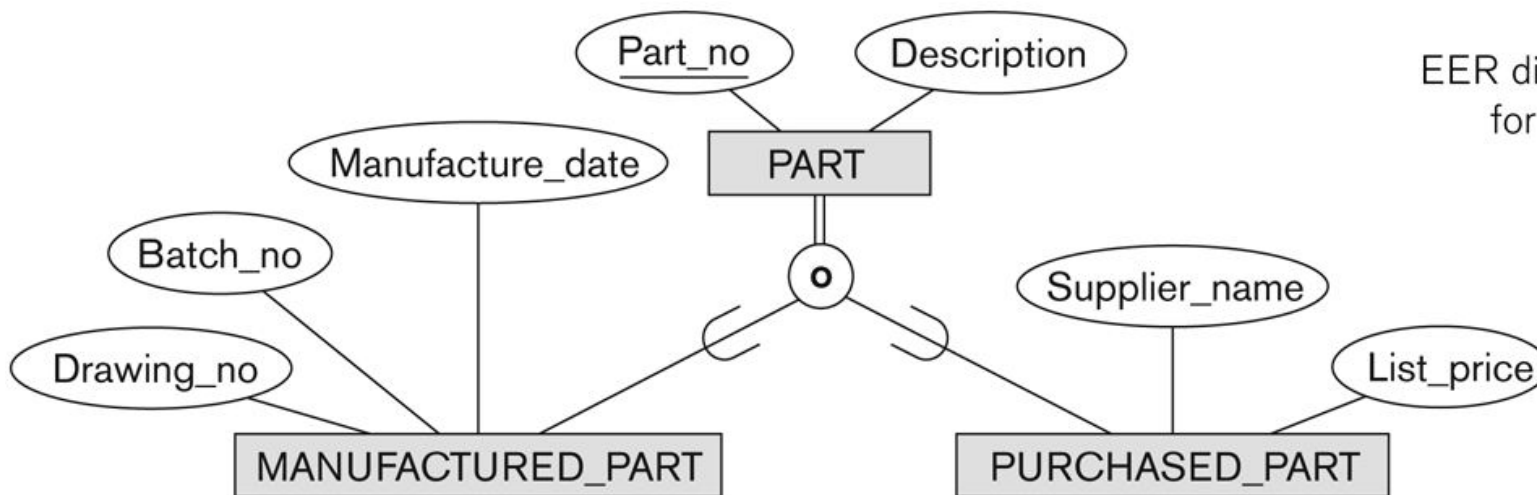 Part_no
Description
EER di
for
Manufacture_date
PART
Batch_no
o
Supplier_name
Drawing_no
List_price
MANUFACTURED_PART
PURCHASED_PART